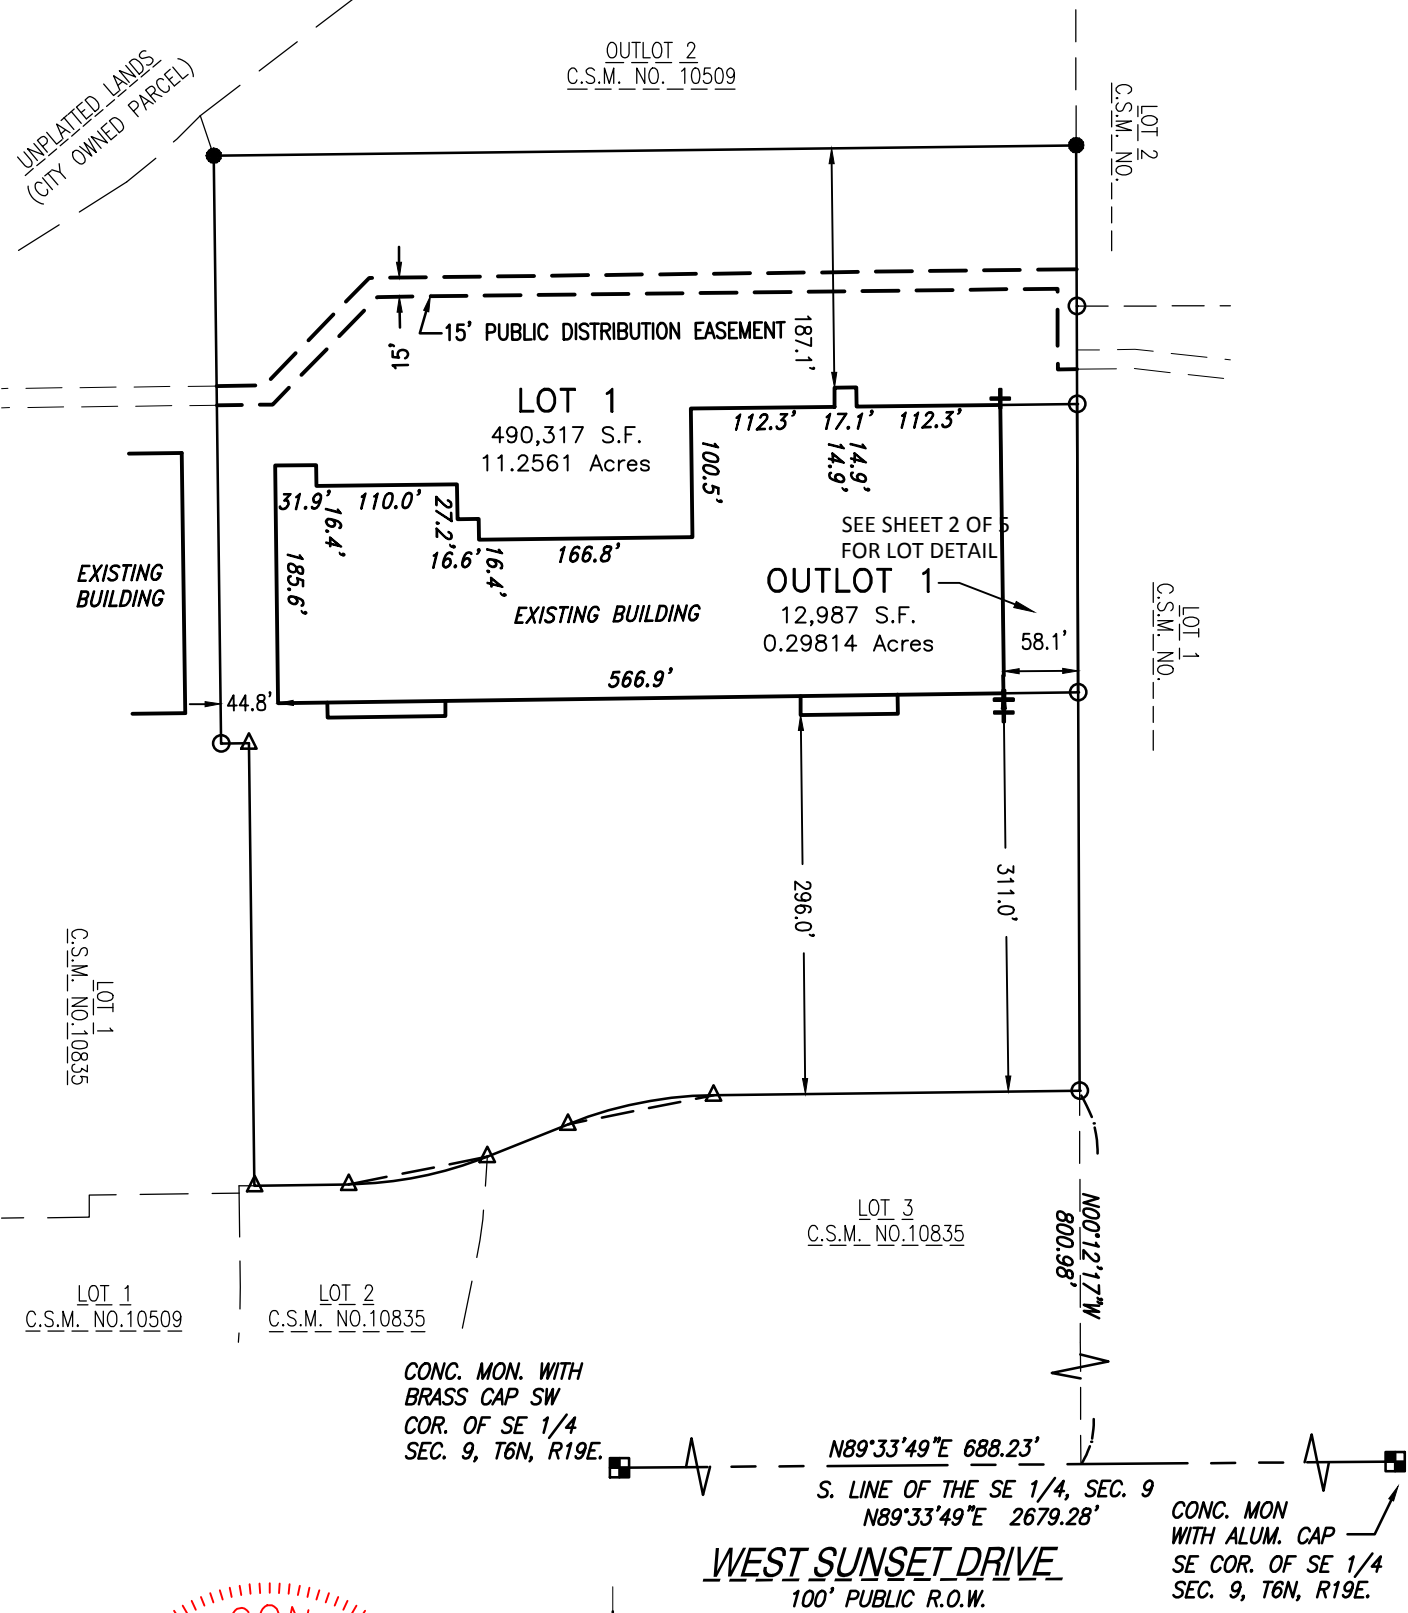 OUTLOT 2
C.S.M. NO. 10509
UNPLATTED LANDS
(CITY OWNED PARCEL)
LOT 2
C.S.M. NO.
15' PUBLIC DISTRIBUTION EASEMENT
15'
187.1'
LOT 1
490,317 S.F.
11.2561 Acres
112.3'
17.1'
112.3'
14.9'
14.9'
100.5'
31.9'
16.4'
110.0'
27.2'
16.6'
16.4'
166.8'
185.6'
SEE SHEET 2 OF 5
FOR LOT DETAIL
OUTLOT 1
12,987 S.F.
0.29814 Acres
EXISTING
BUILDING
EXISTING BUILDING
58.1'
LOT 1
C.S.M. NO.
566.9'
44.8'
296.0'
311.0'
LOT 1
C.S.M. NO.10835
LOT 3
C.S.M. NO.10835
N00°12'17"W
800.98'
LOT 1
C.S.M. NO.10509
LOT 2
C.S.M. NO.10835
CONC. MON. WITH
BRASS CAP SW
COR. OF SE 1/4
SEC. 9, T6N, R19E.
N89°33'49"E 688.23'
S. LINE OF THE SE 1/4, SEC. 9
N89°33'49"E 2679.28'
CONC. MON
WITH ALUM. CAP
SE COR. OF SE 1/4
SEC. 9, T6N, R19E.
WEST SUNSET DRIVE
100' PUBLIC R.O.W.